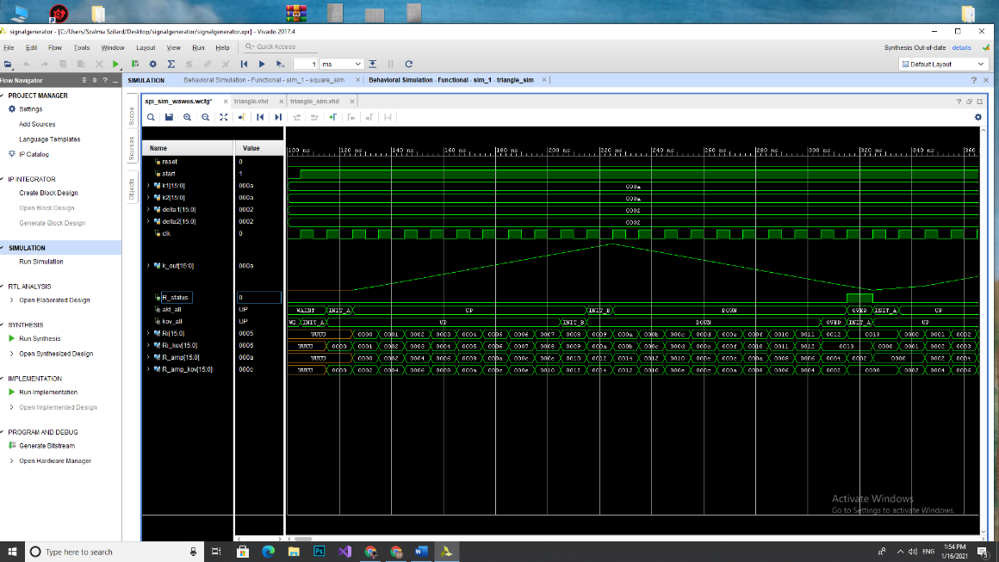 signalgenerator - [C:/Users/Szalma Szilard/Desktop/signalgenerator/signalgenerator.xpr] - Vivado 2017.4
File Edit Flow Tools Window Layout View Run Help Quick Access
Synthesis Out-of-date details
1 ms
Default Layout
Flow Navigator
SIMULATION Behavioral Simulation - Functional - sim_1 - square_sim Behavioral Simulation - Functional - sim_1 - triangle_sim
PROJECT MANAGER
Settings
Add Sources
Language Templates
IP Catalog
IP INTEGRATOR
Create Block Design
Open Block Design
Generate Block Design
SIMULATION
Run Simulation
RTL ANALYSIS
Open Elaborated Design
SYNTHESIS
Run Synthesis
Open Synthesized Design
IMPLEMENTATION
Run Implementation
Open Implemented Design
PROGRAM AND DEBUG
Generate Bitstream
Open Hardware Manager
Scope
Sources
Objects
spi_sim_wawes.wcfg* triangle.vhd triangle_sim.vhd
Name Value
100 ns 120 ns 140 ns 160 ns 180 ns 200 ns 220 ns 240 ns 260 ns 280 ns 300 ns 320 ns 340 ns 360
reset 0
start 1
k1[15:0] 000a 000a
k2[15:0] 000a 000a
delta1[15:0] 0002 0002
delta2[15:0] 0002 0002
clk 0
k_out[15:0] 000a
R_status 0
akt_all UP WAINT INIT_A UP INIT_B DOWN OVER INIT_A UP
kov_all UP INIT_A UP INIT_B DOWN OVER INIT_A UP
Ri[15:0] 0005 UUUU 0000 0001 0002 0003 0004 0005 0006 0007 0008 0009 000a 000b 000c 000d 000e 000f 0010 0011 0012 0013 0000 0001 0002
Ri_kov[15:0] 0006 UUUU 0000 0001 0002 0003 0004 0005 0006 0007 0008 0009 000a 000b 000c 000d 000e 000f 0010 0011 0012 0013 0000 0001 0002 0003
R_amp[15:0] 000a UUUU 0000 0002 0004 0006 0008 000a 000c 000e 0010 0012 0014 0012 0010 000e 000c 000a 0008 0006 0004 0002 0000 0002 0004
R_amp_kov[15:0] 000c UUUU 0000 0002 0004 0006 0008 000a 000c 000e 0010 0012 0014 0012 0010 000e 000c 000a 0008 0006 0004 0002 0000 0002 0004 0006
Activate Windows
Go to Settings to activate Windows.
Type here to search
ENG
1:54 PM
1/16/2021
5